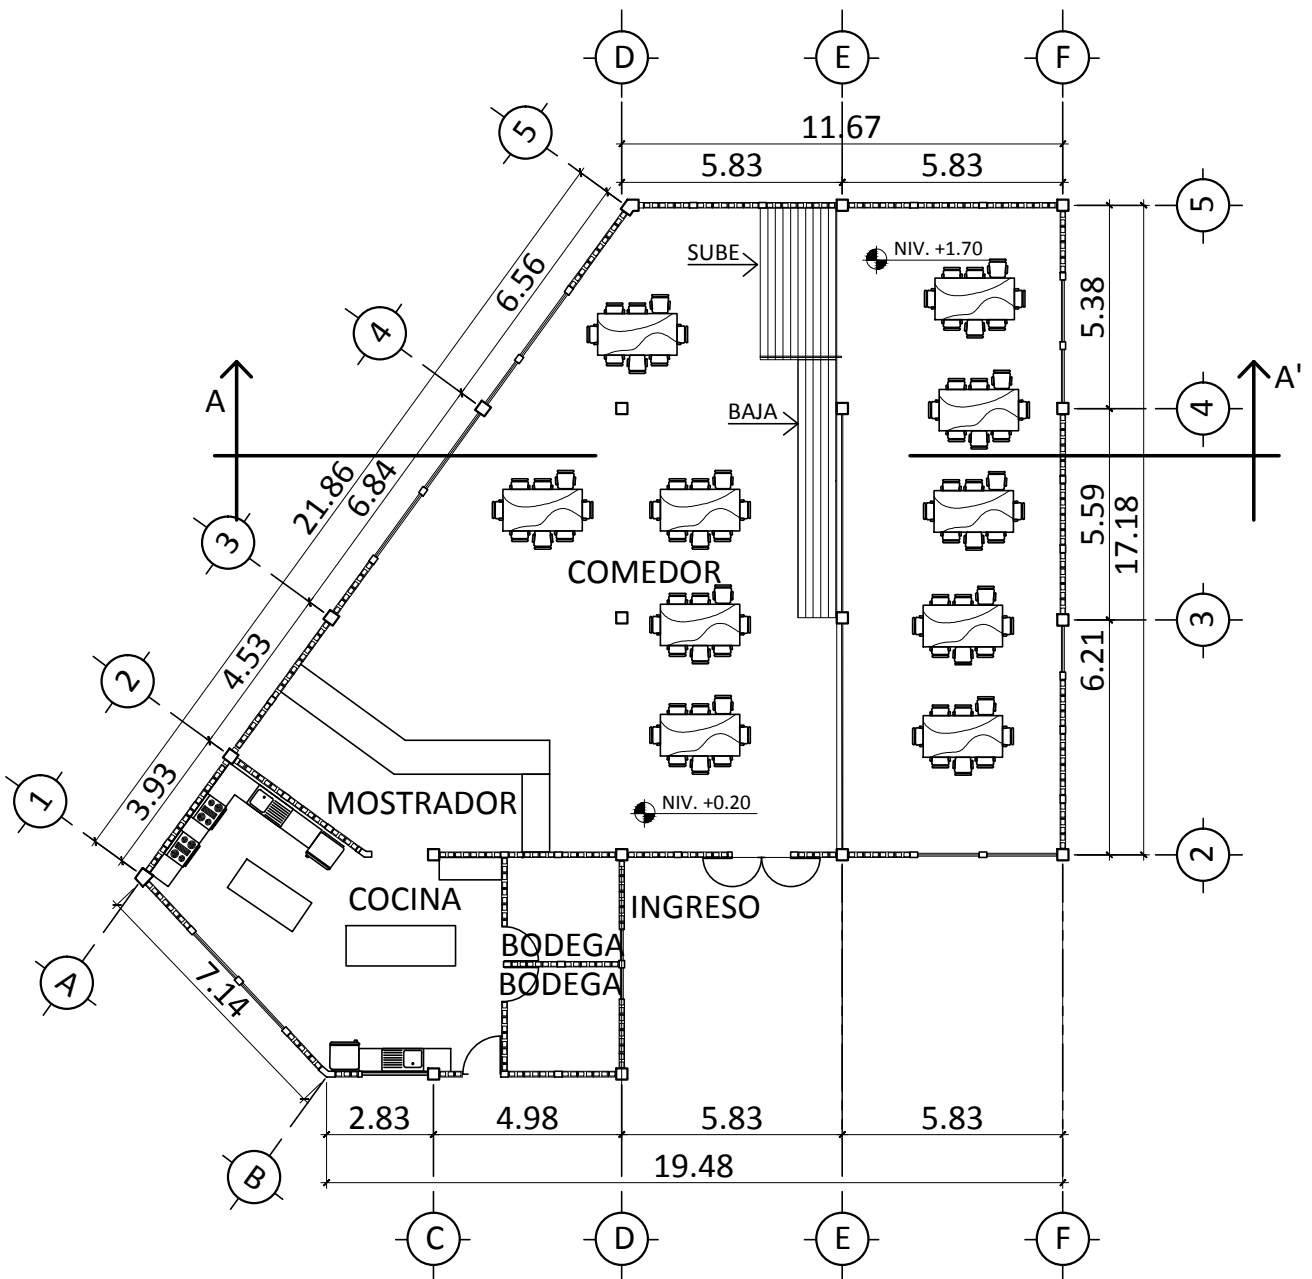 D
E
F
11.67
5.83
5.83
5
5
SUBE
NIV. +1.70
6.56
5.38
4
A
A'
BAJA
4
21.86
6.84
5.59
17.18
3
COMEDOR
3
4.53
6.21
2
1
3.93
MOSTRADOR
NIV. +0.20
2
COCINA
INGRESO
BODEGA
BODEGA
A
7.14
2.83
4.98
5.83
5.83
B
19.48
C
D
E
F